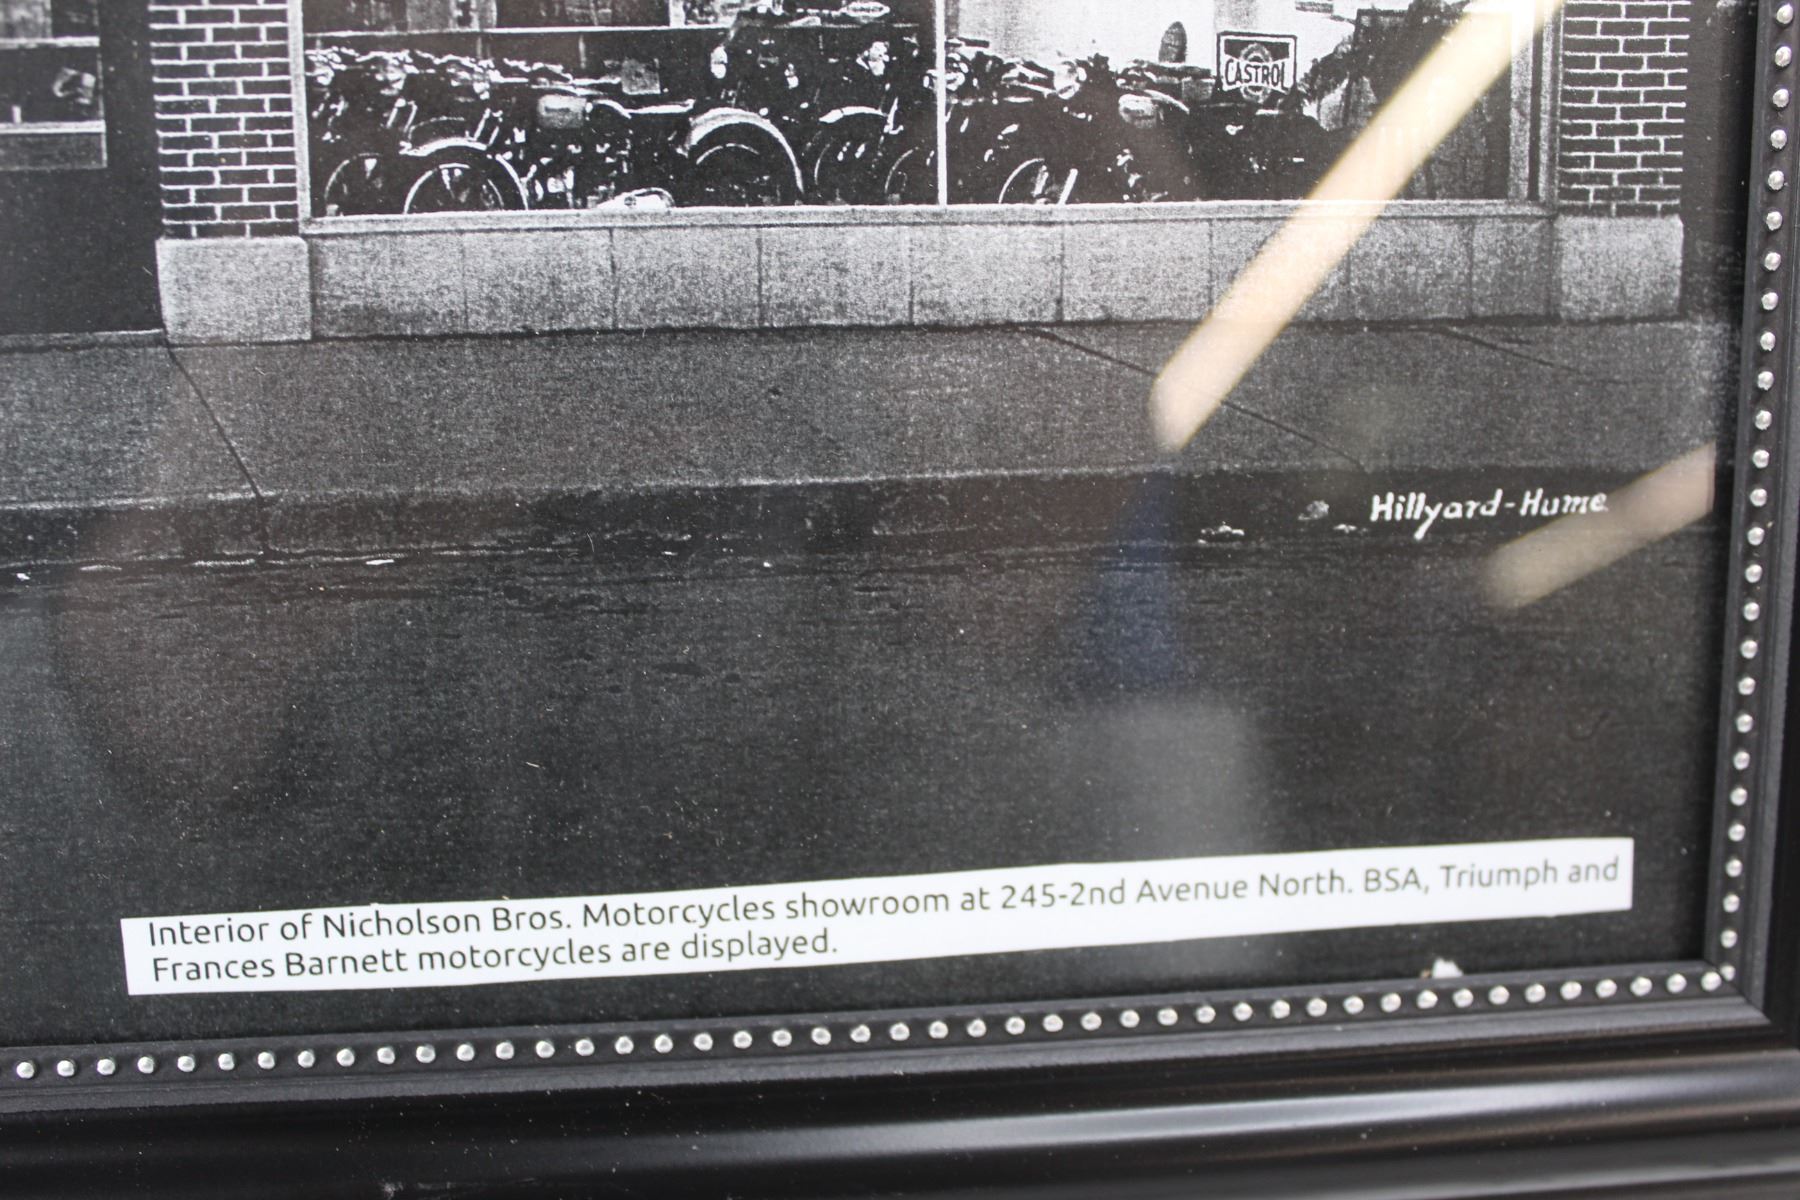 CASTROL
Hillyard-Hume
Interior of Nicholson Bros. Motorcycles showroom at 245-2nd Avenue North. BSA, Triumph and
Frances Barnett motorcycles are displayed.